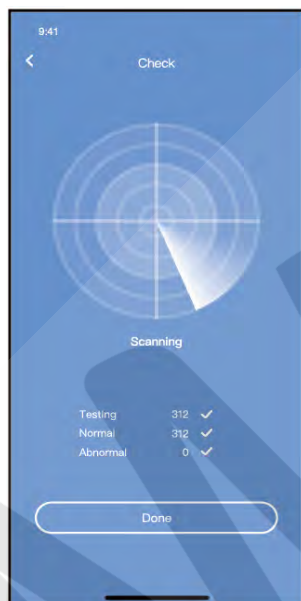 9:41
Check
Scanning
Testing 312
Normal 312
Abnormal 0
Done